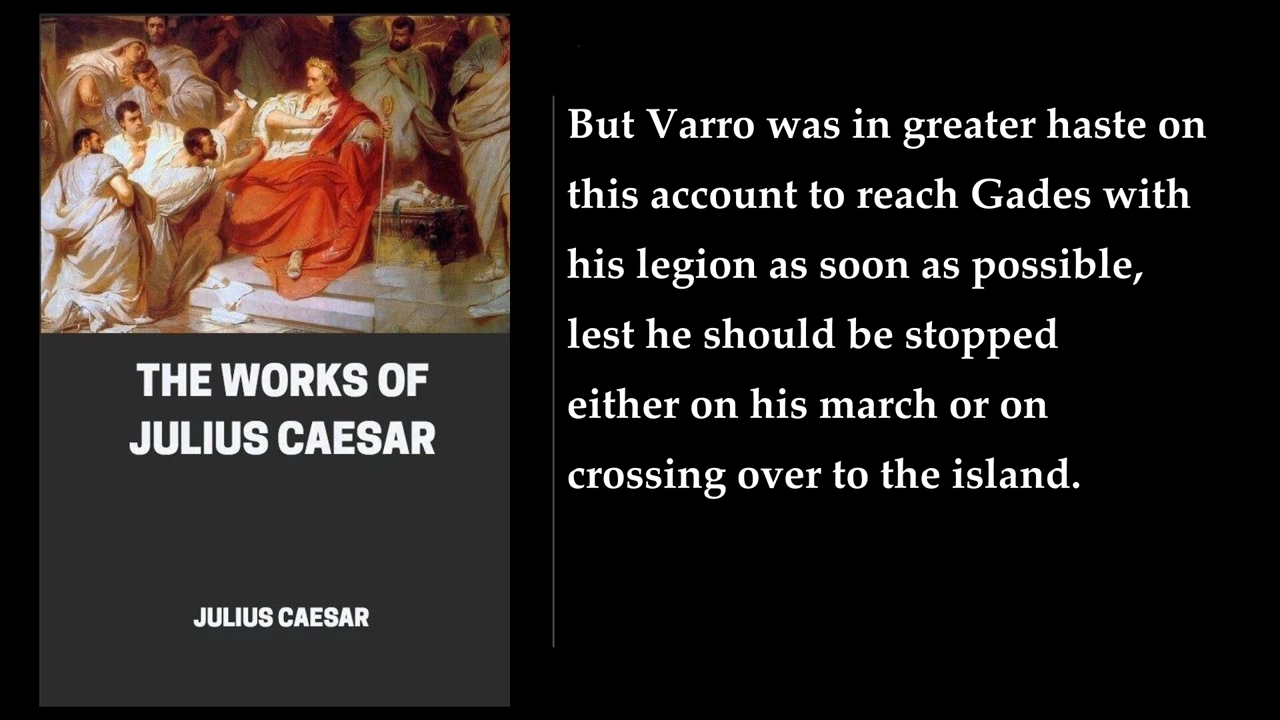 THE WORKS OF
JULIUS CAESAR
JULIUS CAESAR
But Varro was in greater haste on
this account to reach Gades with
his legion as soon as possible,
lest he should be stopped
either on his march or on
crossing over to the island.